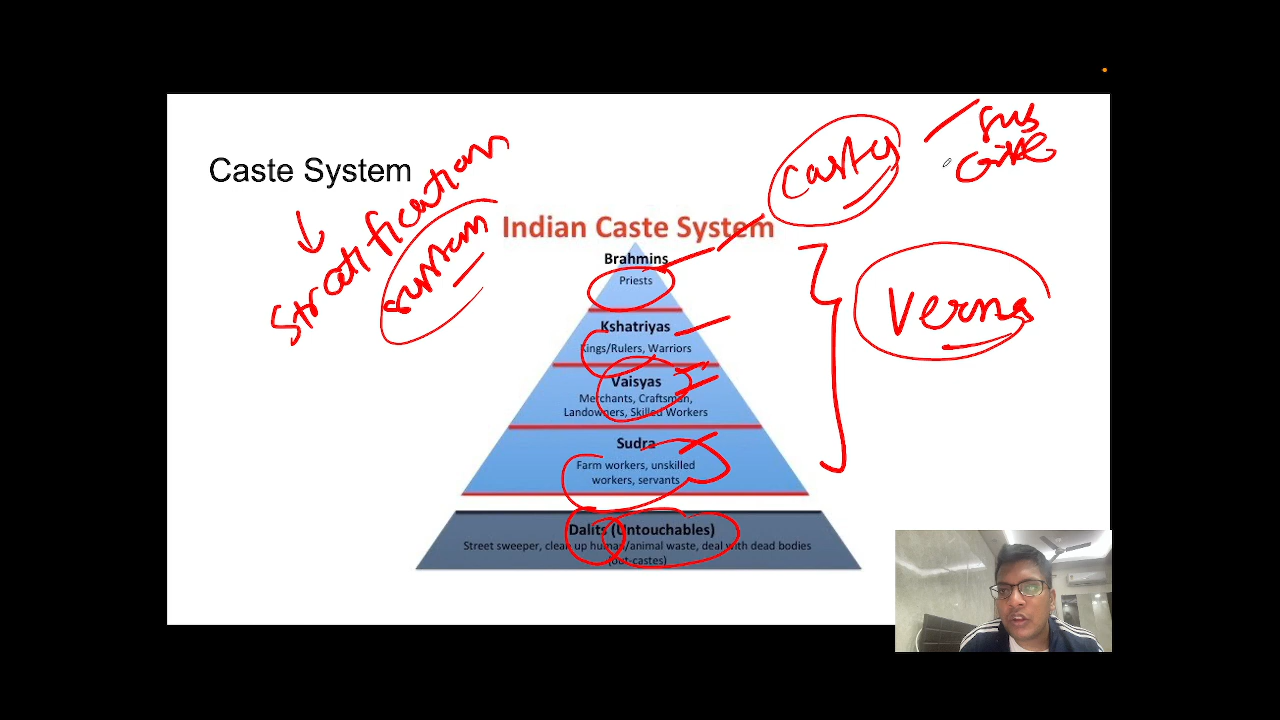 Caste System
Stratification
system
Indian Caste System
Brahmins
Priests
Kshatriyas
Kings/Rulers, Warriors
Vaisyas
Merchants, Craftsman,
Landowners, Skilled Workers
Sudra
Farm workers, unskilled
workers, servants
Dalits (Untouchables)
Street sweeper, clean up human/animal waste, deal with dead bodies
(out-castes)
Verna